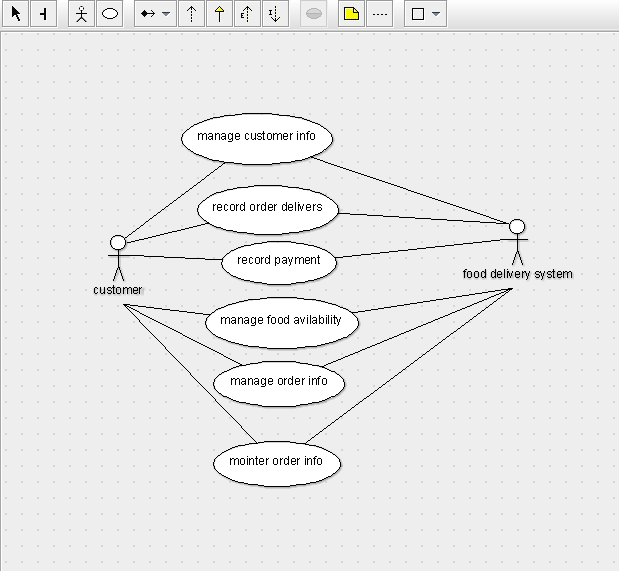 manage customer info
record order delivers
record payment
customer
food delivery system
manage food avilability
manage order info
mointer order info
E
I